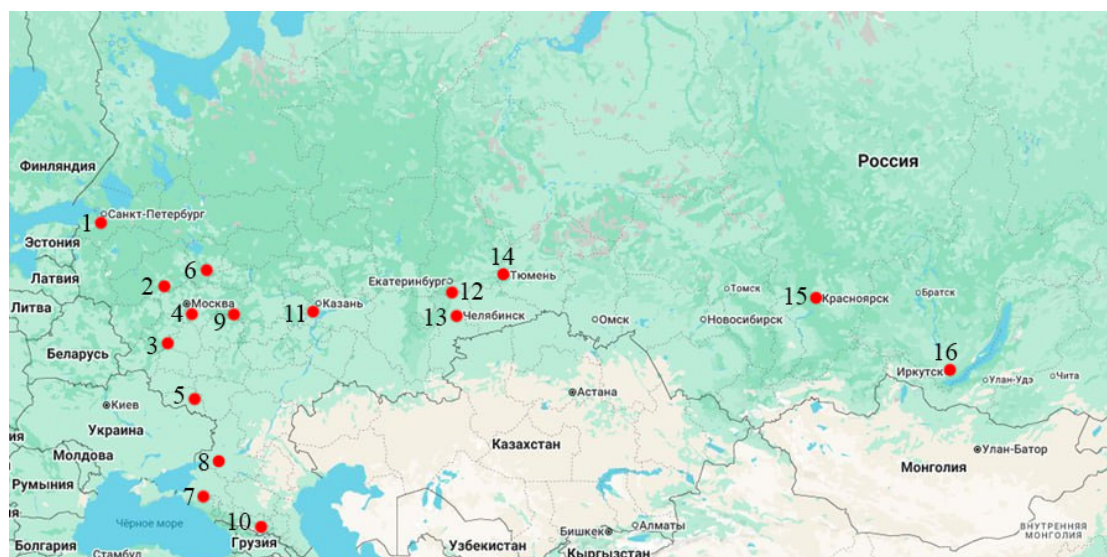 Россия
Финляндия
1
Санкт-Петербург
Эстония
Латвия
6
14
Екатеринбург
Тюмень
2
12
Литва
Москва
Казань
Томск
Красноярск
Братск
4
9
11
13
Челябинск
Омск
Новосибирск
15
Беларусь
3
16
Иркутск
Улан-Удэ
Чита
5
Астана
Киев
Украина
Казахстан
Улан-Батор
Молдова
8
Монголия
ия
Румыния
7
Чёрное море
10
Бишкек
Алматы
ВНУТРЕННЯЯ
МОНГОЛИЯ
Грузия
Болгария
Узбекистан
Стамбул
Кыргызстан